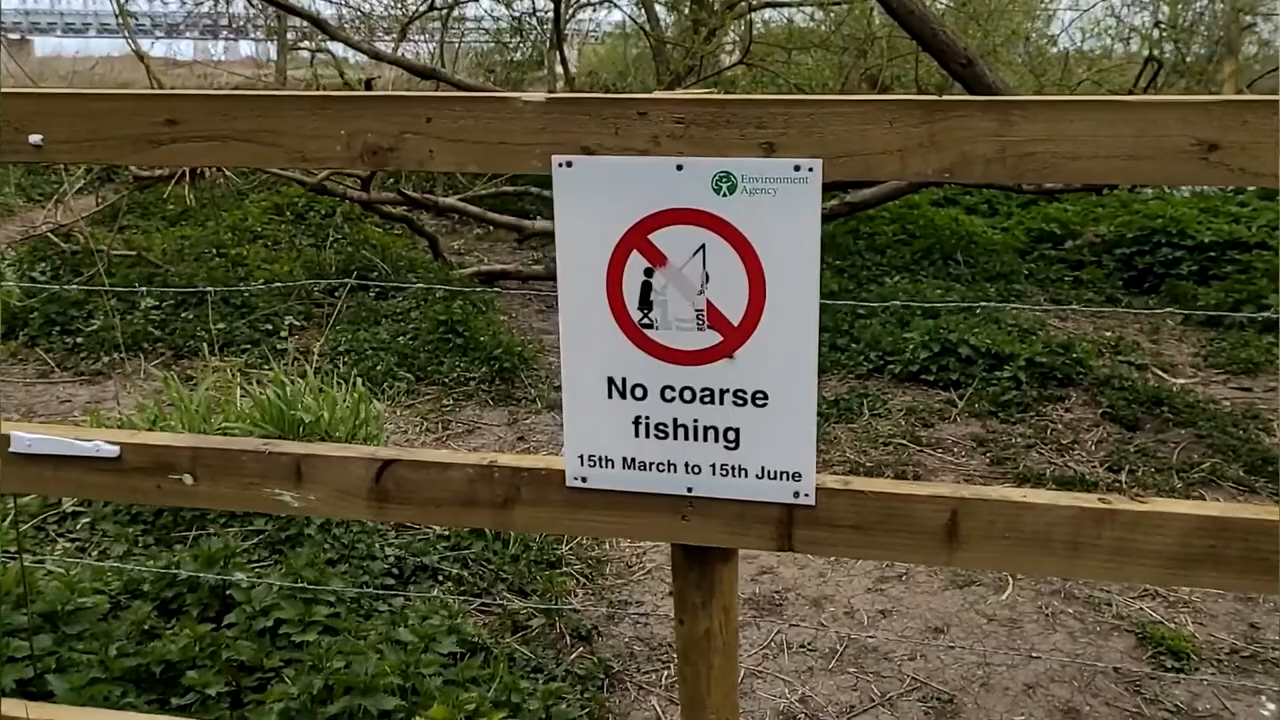 Environment
Agency
No coarse
fishing
15th March to 15th June